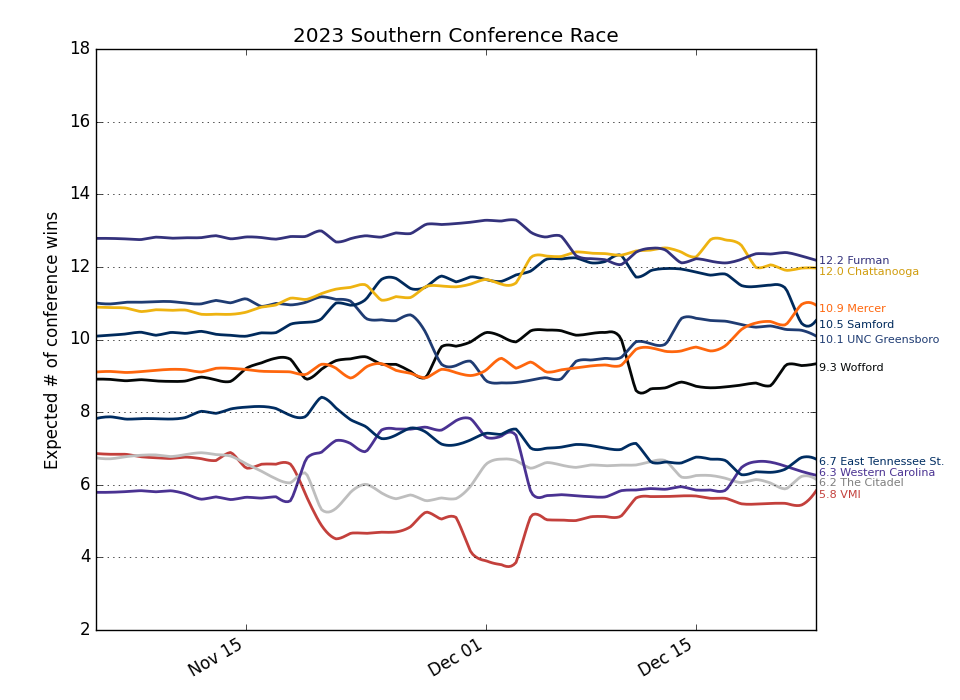 2023 Southern Conference Race
Expected # of conference wins
18
16
14
12
10
8
6
4
2
Nov 15
Dec 01
Dec 15
12.2 Furman
12.0 Chattanooga
10.9 Mercer
10.5 Samford
10.1 UNC Greensboro
9.3 Wofford
6.7 East Tennessee St.
6.3 Western Carolina
6.2 The Citadel
5.8 VMI